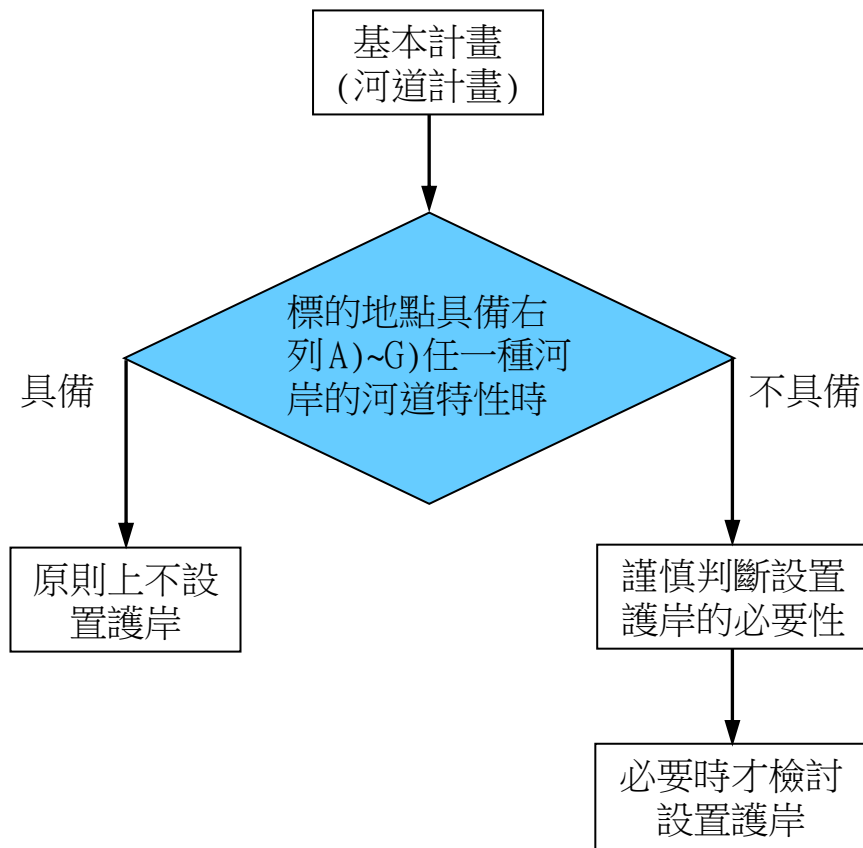 基本計畫
(河道計畫)
標的地點具備右
列A)~G)任一種河
岸的河道特性時
具備
不具備
原則上不設
置護岸
謹慎判斷設置
護岸的必要性
必要時才檢討
設置護岸